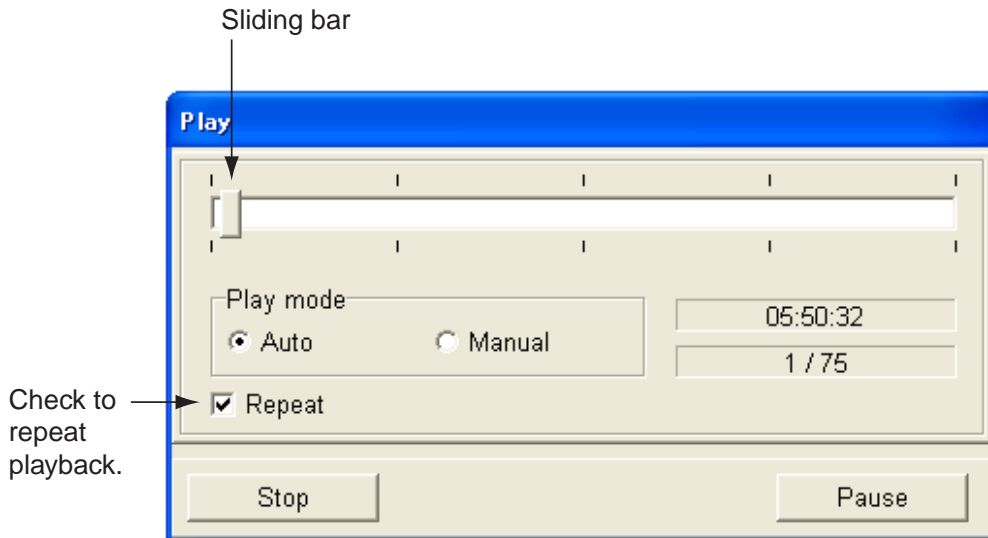 Sliding bar
Play
Play mode
Auto Manual
05:50:32
1 / 75
Check to
repeat
playback.
Repeat
Stop Pause